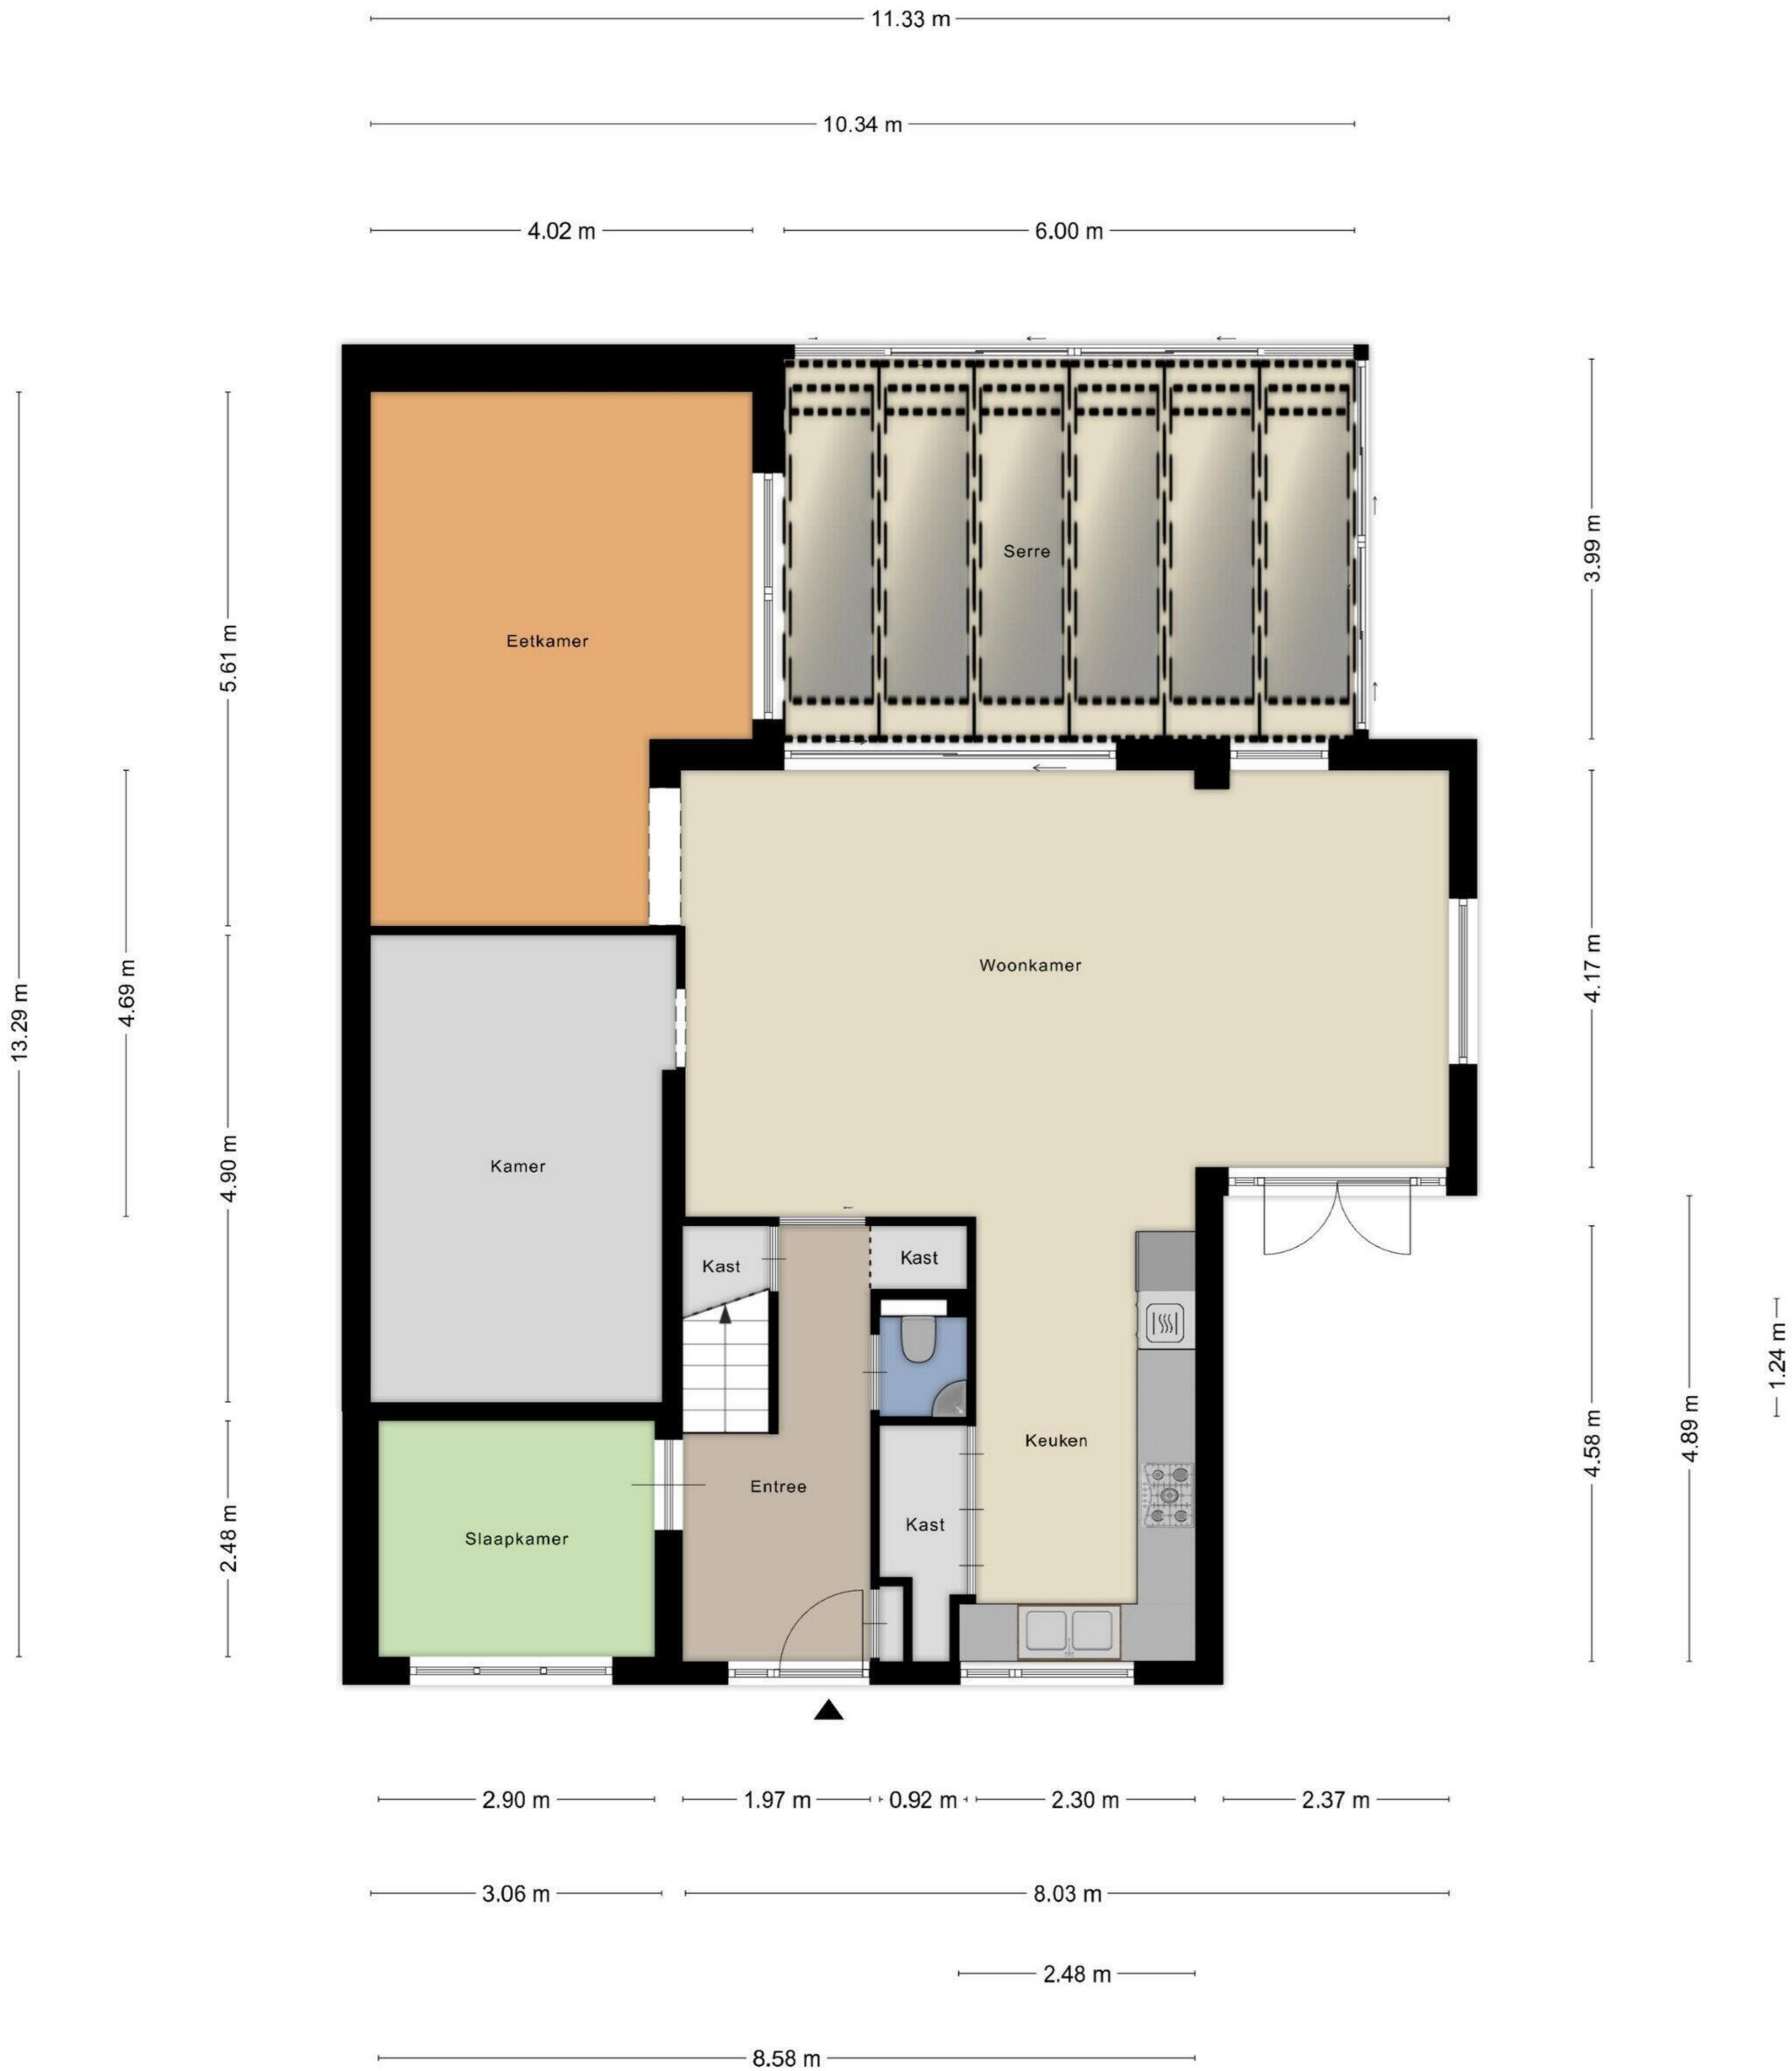 11.33 m
10.34 m
4.02 m
6.00 m
Serre
3.99 m
Eetkamer
5.61 m
4.69 m
13.29 m
Woonkamer
4.17 m
Kamer
4.90 m
Kast
Kast
1.24 m
4.89 m
4.58 m
Keuken
Entree
Kast
Slaapkamer
2.48 m
2.90 m
1.97 m
0.92 m
2.30 m
2.37 m
3.06 m
8.03 m
2.48 m
8.58 m